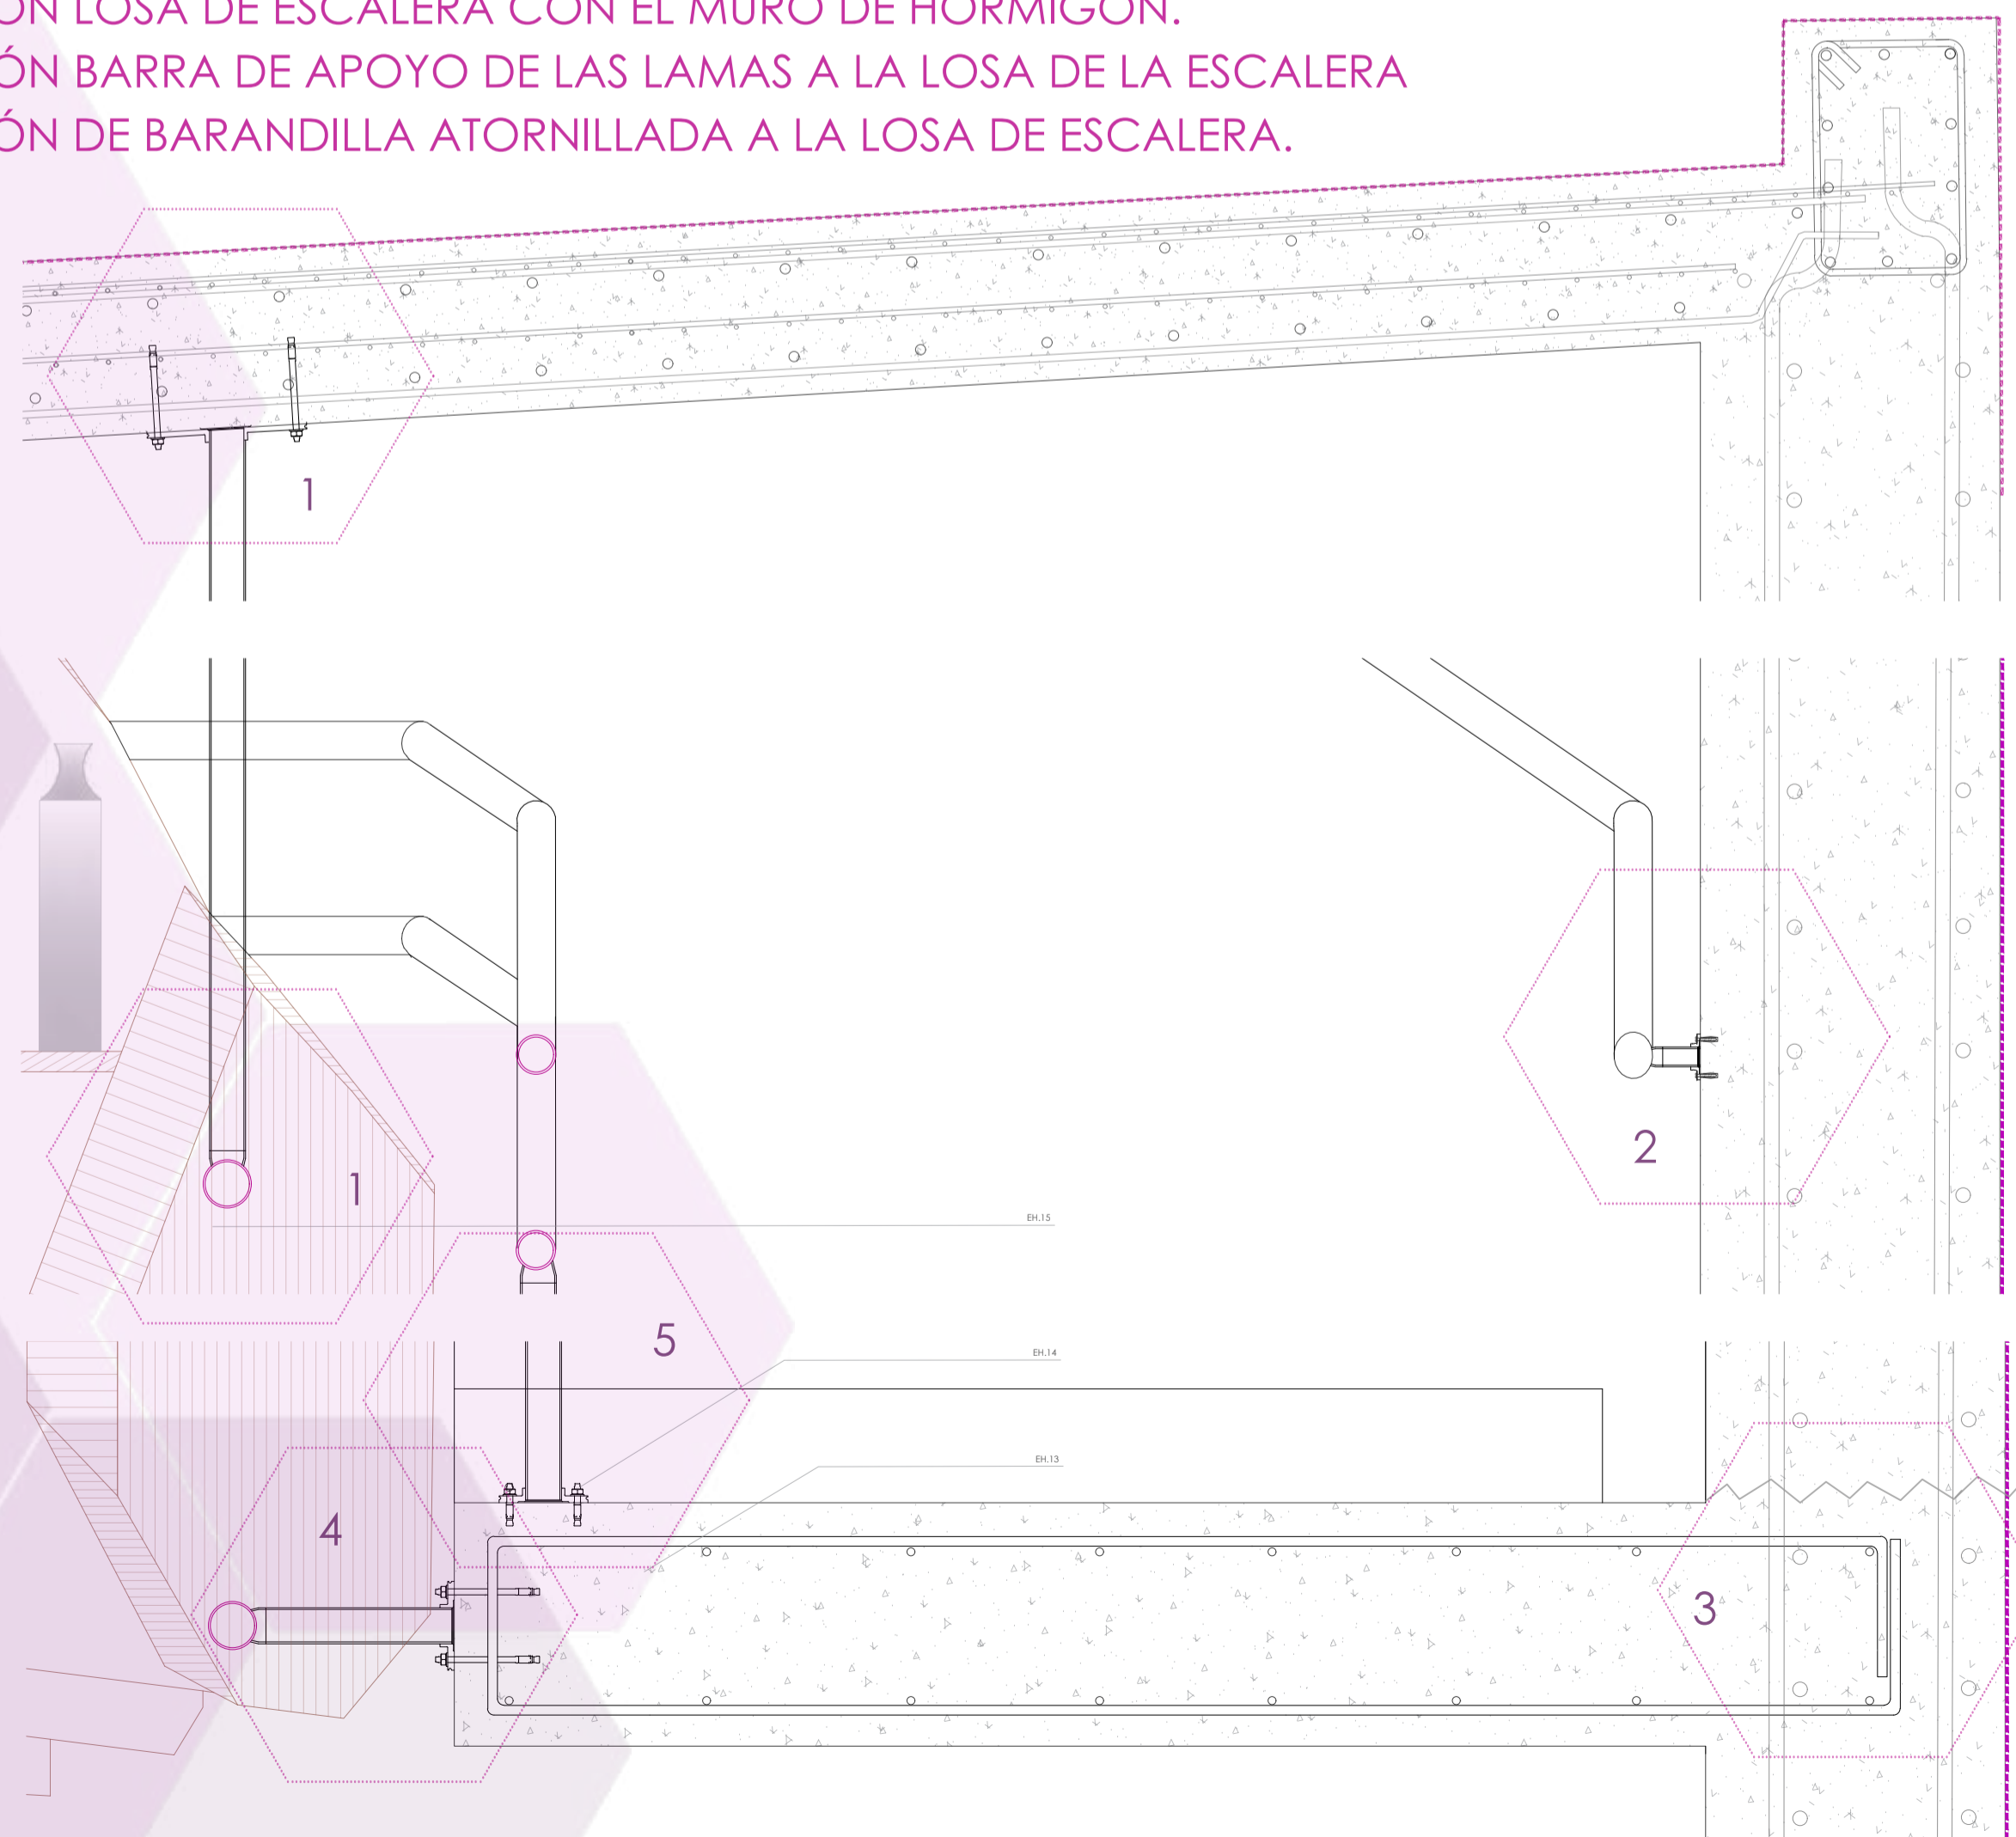 ÓN LOSA DE ESCALERA CON EL MURO DE HORMIGÓN.
ÓN BARRA DE APOYO DE LAS LAMAS A LA LOSA DE LA ESCALERA
ÓN DE BARANDILLA ATORNILLADA A LA LOSA DE ESCALERA.
1
2
1
EH.15
5
EH.14
EH.13
4
3